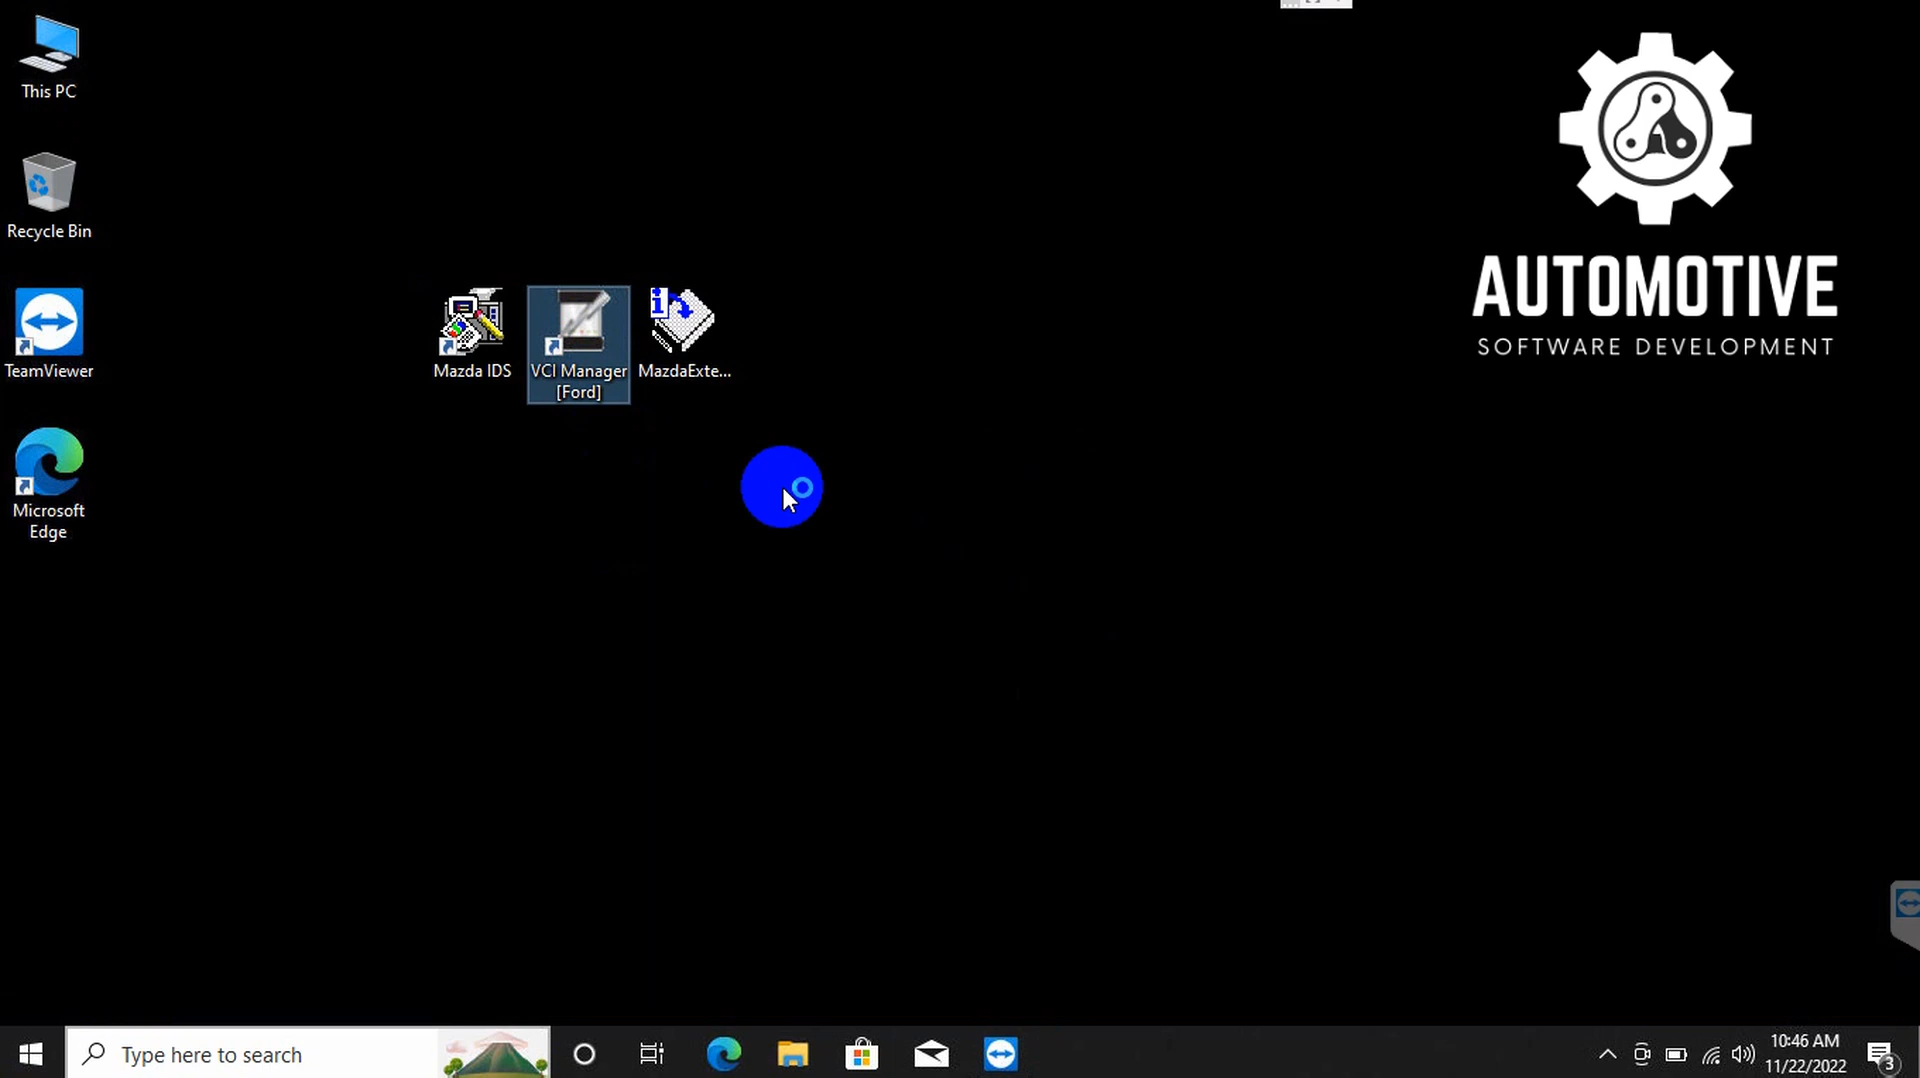 This PC
Recycle Bin
TeamViewer
Microsoft
Edge
Mazda IDS
VCI Manager
[Ford]
MazdaExte...
AUTOMOTIVE
SOFTWARE DEVELOPMENT
Type here to search
10:46 AM
11/22/2022
3